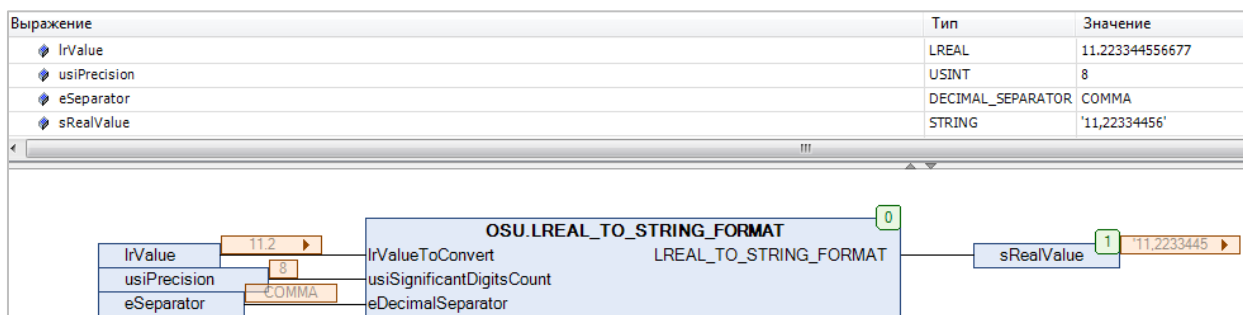 Выражение Тип Значение
lrValue LREAL 11.223344556677
usiPrecision USINT 8
eSeparator DECIMAL_SEPARATOR COMMA
sRealValue STRING '11,22334456'
0
OSU.LREAL_TO_STRING_FORMAT
lrValue 11.2 lrValueToConvert LREAL_TO_STRING_FORMAT sRealValue 1 '11,2233445
usiPrecision 8 usiSignificantDigitsCount
eSeparator COMMA eDecimalSeparator